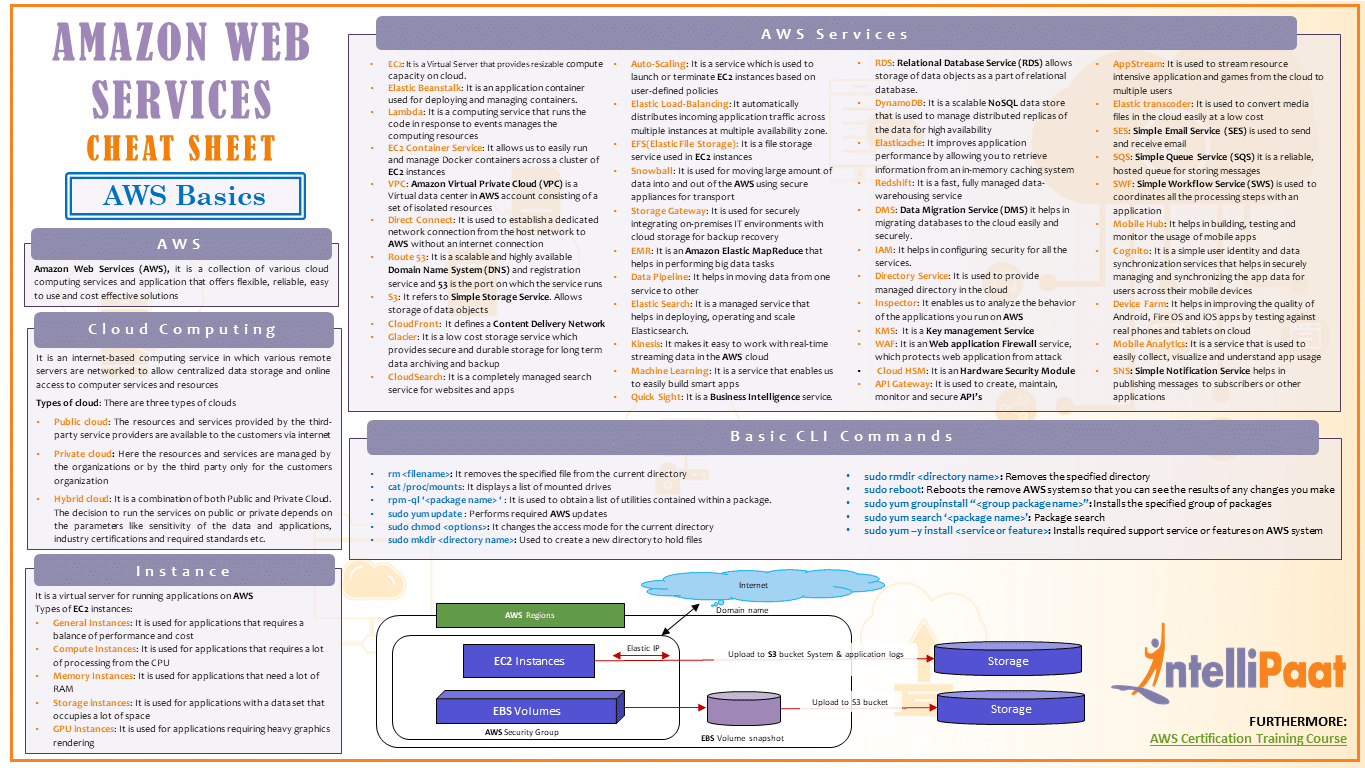 AMAZON WEB
SERVICES
CHEAT SHEET
AWS Basics
AWS
Amazon Web Services (AWS), it is a collection of various cloud
computing services and application that offers flexible, reliable, easy
to use and cost effective solutions
Cloud Computing
It is an internet-based computing service in which various remote
servers are networked to allow centralized data storage and online
access to computer services and resources
Types of cloud: There are three types of clouds
• Public cloud: The resources and services provided by the third-
party service providers are available to the customers via internet
• Private cloud: Here the resources and services are managed by
the organizations or by the third party only for the customers
organization
• Hybrid cloud: It is a combination of both Public and Private Cloud.
The decision to run the services on public or private depends on
the parameters like sensitivity of the data and applications,
industry certifications and required standards etc.
Instance
It is a virtual server for running applications on AWS
Types of EC2 instances:
• General Instances: It is used for applications that requires a
balance of performance and cost
• Compute Instances: It is used for applications that requires a lot
of processing from the CPU
• Memory Instances: It is used for applications that need a lot of
RAM
• Storage instances: It is used for applications with a data set that
occupies a lot of space
• GPU instances: It is used for applications requiring heavy graphics
rendering
AWS Services
• EC2: It is a Virtual Server that provides resizable compute
capacity on cloud.
• Elastic Beanstalk: It is an application container
used for deploying and managing containers.
• Lambda: It is a computing service that runs the
code in response to events manages the
computing resources
• EC2 Container Service: It allows us to easily run
and manage Docker containers across a cluster of
EC2 instances
• VPC: Amazon Virtual Private Cloud (VPC) is a
Virtual data center in AWS account consisting of a
set of isolated resources
• Direct Connect: It is used to establish a dedicated
network connection from the host network to
AWS without an internet connection
• Route 53: It is a scalable and highly available
Domain Name System (DNS) and registration
service and 53 is the port on which the service runs
• S3: It refers to Simple Storage Service. Allows
storage of data objects
• CloudFront: It defines a Content Delivery Network
• Glacier: It is a low cost storage service which
provides secure and durable storage for long term
data archiving and backup
• CloudSearch: It is a completely managed search
service for websites and apps
• Auto-Scaling: It is a service which is used to
launch or terminate EC2 instances based on
user-defined policies
• Elastic Load-Balancing: It automatically
distributes incoming application traffic across
multiple instances at multiple availability zone.
• EFS(Elastic File Storage): It is a file storage
service used in EC2 instances
• Snowball: It is used for moving large amount of
data into and out of the AWS using secure
appliances for transport
• Storage Gateway: It is used for securely
integrating on-premises IT environments with
cloud storage for backup recovery
• EMR: It is an Amazon Elastic MapReduce that
helps in performing big data tasks
• Data Pipeline: It helps in moving data from one
service to other
• Elastic Search: It is a managed service that
helps in deploying, operating and scale
Elasticsearch.
• Kinesis: It makes it easy to work with real-time
streaming data in the AWS cloud
• Machine Learning: It is a service that enables us
to easily build smart apps
• Quick Sight: It is a Business Intelligence service.
• RDS: Relational Database Service (RDS) allows
storage of data objects as a part of relational
database.
• DynamoDB: It is a scalable NoSQL data store
that is used to manage distributed replicas of
the data for high availability
• Elasticache: It improves application
performance by allowing you to retrieve
information from an in-memory caching system
• Redshift: It is a fast, fully managed data-
warehousing service
• DMS: Data Migration Service (DMS) it helps in
migrating databases to the cloud easily and
securely.
• IAM: It helps in configuring security for all the
services.
• Directory Service: It is used to provide
managed directory in the cloud
• Inspector: It enables us to analyze the behavior
of the applications you run on AWS
• KMS: It is a Key management Service
• WAF: It is an Web application Firewall service,
which protects web application from attack
• Cloud HSM: It is an Hardware Security Module
• API Gateway: It is used to create, maintain,
monitor and secure API's
• AppStream: It is used to stream resource
intensive application and games from the cloud to
multiple users
• Elastic transcoder: It is used to convert media
files in the cloud easily at a low cost
• SES: Simple Email Service (SES) is used to send
and receive email
• SQS: Simple Queue Service (SQS) it is a reliable,
hosted queue for storing messages
• SWF: Simple Workflow Service (SWS) is used to
coordinates all the processing steps with an
application
• Mobile Hub: It helps in building, testing and
monitor the usage of mobile apps
• Cognito: It is a simple user identity and data
synchronization services that helps in securely
managing and synchronizing the app data for
users across their mobile devices
• Device Farm: It helps in improving the quality of
Android, Fire OS and iOS apps by testing against
real phones and tablets on cloud
• Mobile Analytics: It is a service that is used to
easily collect, visualize and understand app usage
• SNS: Simple Notification Service helps in
publishing messages to subscribers or other
applications
Basic CLI Commands
• rm <filename>: It removes the specified file from the current directory
• cat /proc/mounts: It displays a list of mounted drives
• rpm -ql ‘<package name> ‘ : It is used to obtain a list of utilities contained within a package.
• sudo yum update : Performs required AWS updates
• sudo chmod <options>: It changes the access mode for the current directory
• sudo mkdir <directory name>: Used to create a new directory to hold files
• sudo rmdir <directory name>: Removes the specified directory
• sudo reboot: Reboots the remove AWS system so that you can see the results of any changes you make
• sudo yum groupinstall “<group package name>”: Installs the specified group of packages
• sudo yum search ‘<package name>’: Package search
• sudo yum –y install <service or feature>: Installs required support service or features on AWS system
Internet
Domain name
AWS Regions
Elastic IP
EC2 Instances
Upload to S3 bucket System & application logs
Storage
EBS Volumes
Upload to S3 bucket
Storage
AWS Security Group
EBS Volume snapshot
intelliPaat
FURTHERMORE:
AWS Certification Training Course